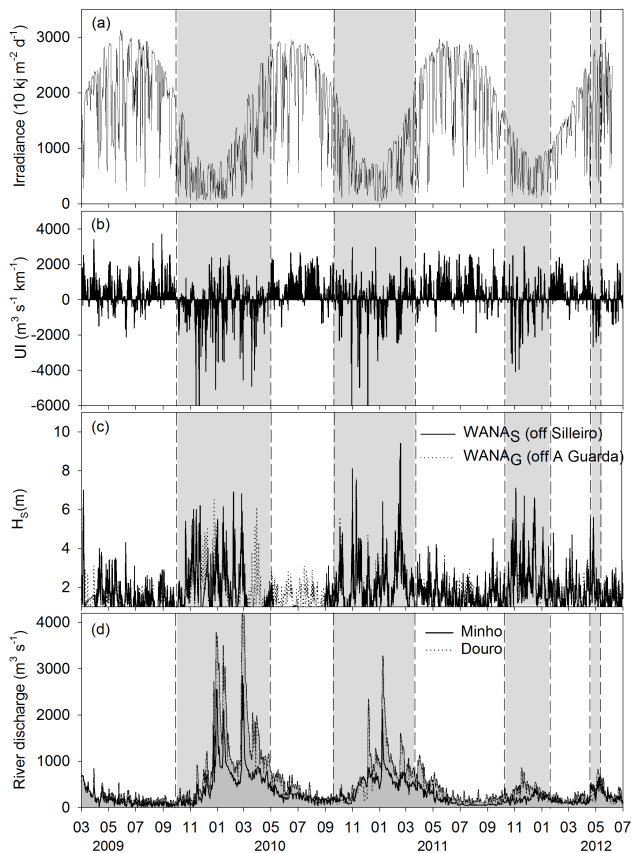 (a)
Irradiance (10 kj m-2 d-1)
3000
2000
1000
0
(b)
UI (m3 s-1 km-1)
4000
2000
0
-2000
-4000
-6000
(c)
WANAS (off Silleiro)
WANAG (off A Guarda)
HS(m)
10
8
6
4
2
(d)
Minho
Douro
River discharge (m3 s-1)
4000
3000
2000
1000
0
03 05 07 09 11 01 03 05 07 09 11 01 03 05 07 09 11 01 03 05 07
2009 2010 2011 2012